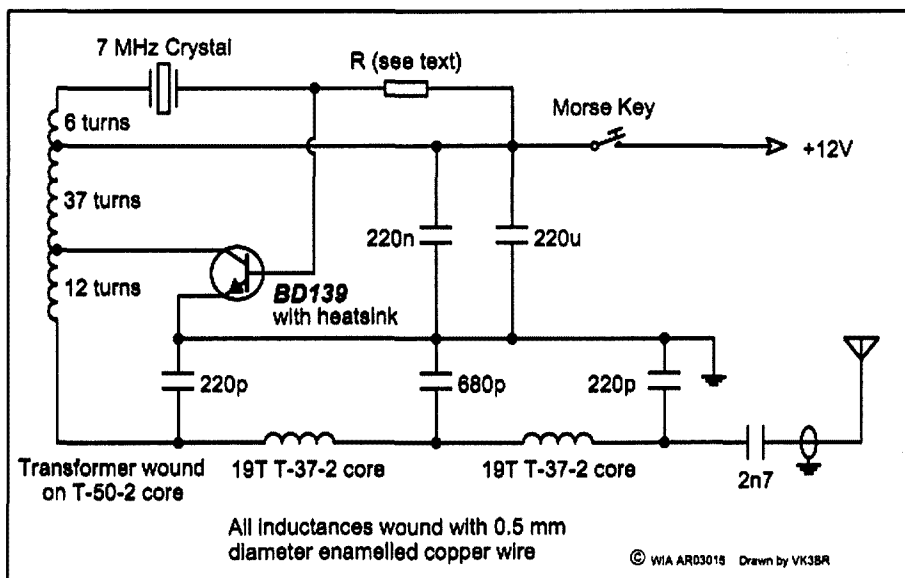 7 MHz Crystal
R (see text)
Morse Key
6 turns
+12V
37 turns
220n
220u
12 turns
BD139
with heatsink
220p
680p
220p
Transformer wound
on T-50-2 core
19T T-37-2 core
19T T-37-2 core
2n7
All inductances wound with 0.5 mm
diameter enamelled copper wire
© WIA AR03015 Drawn by VK3BR